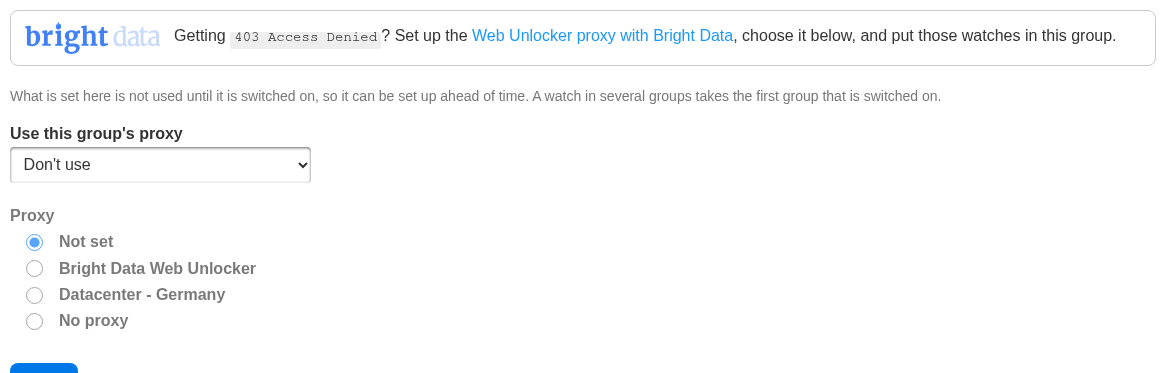 bright data Getting 403 Access Denied? Set up the Web Unlocker proxy with Bright Data, choose it below, and put those watches in this group.
What is set here is not used until it is switched on, so it can be set up ahead of time. A watch in several groups takes the first group that is switched on.
Use this group's proxy
Don't use
Proxy
Not set
Bright Data Web Unlocker
Datacenter - Germany
No proxy